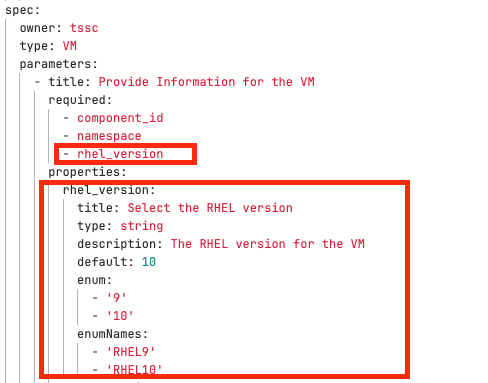 spec:
  owner: tssc
  type: VM
  parameters:
    - title: Provide Information for the VM
      required:
        - component_id
        - namespace
        - rhel_version
      properties:
        rhel_version:
          title: Select the RHEL version
          type: string
          description: The RHEL version for the VM
          default: 10
          enum:
            - '9'
            - '10'
          enumNames:
            - 'RHEL9'
            - 'RHEL10'